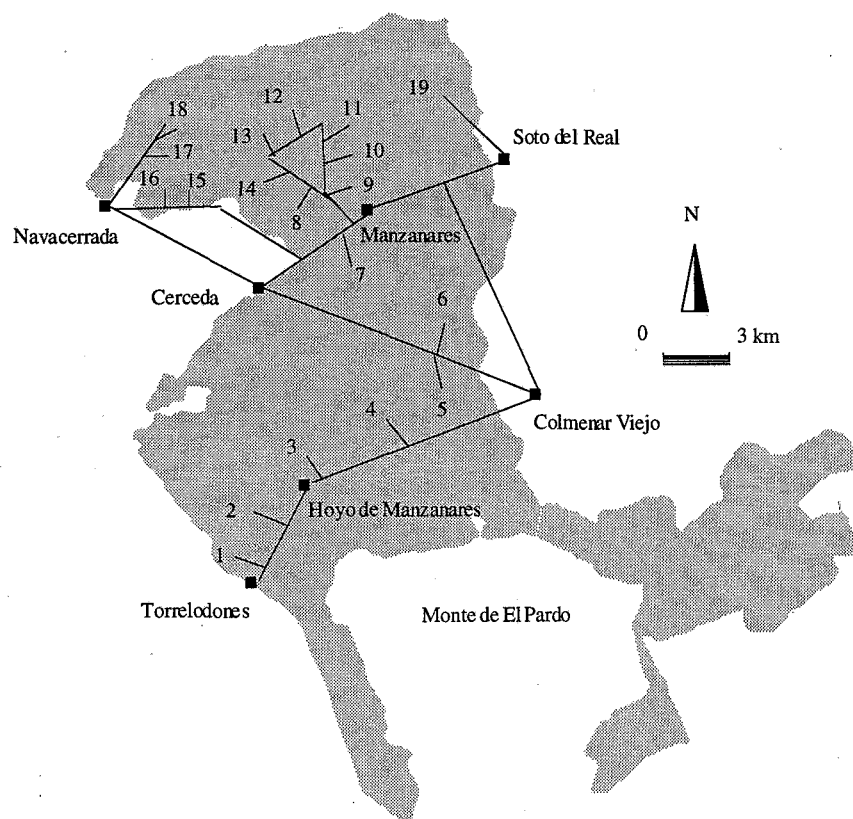 19
18
12
11
Soto del Real
13
17
10
16
15
14
9
8
N
Navacerrada
Manzanares
7
Cerceda
6
0
3 km
4
5
Colmenar Viejo
3
2
Hoyo de Manzanares
1
Torrelodones
Monte de El Pardo